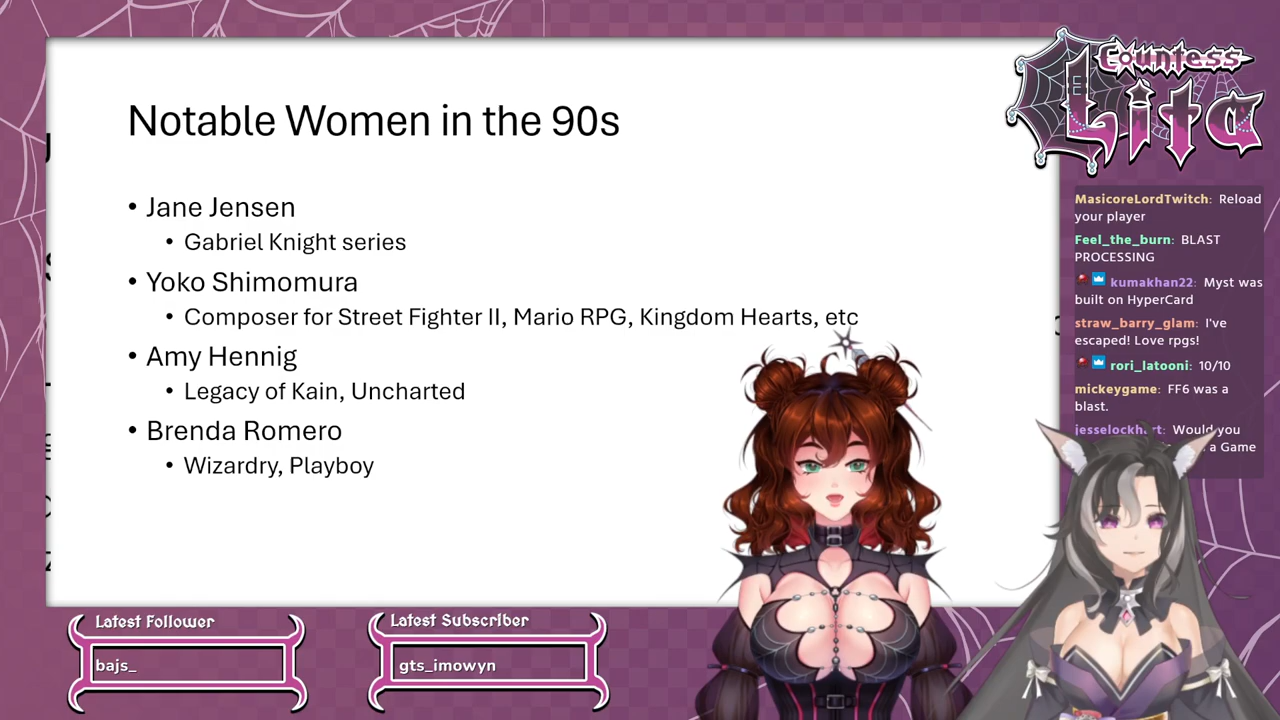 Notable Women in the 90s
• Jane Jensen
• Gabriel Knight series
• Yoko Shimomura
• Composer for Street Fighter II, Mario RPG, Kingdom Hearts, etc
• Amy Hennig
• Legacy of Kain, Uncharted
• Brenda Romero
• Wizardry, Playboy
Countess
Lita
MasicoreLordTwitch: Reload
your player
Feel_the_burn: BLAST
PROCESSING
kumakhan22: Myst was
built on HyperCard
straw_barry_glam: I've
escaped! Love rpgs!
rori_latooni: 10/10
mickeygame: FF6 was a
blast.
jesselockhart: Would you
a Game
Latest Follower
bajs_
Latest Subscriber
gts_imowyn